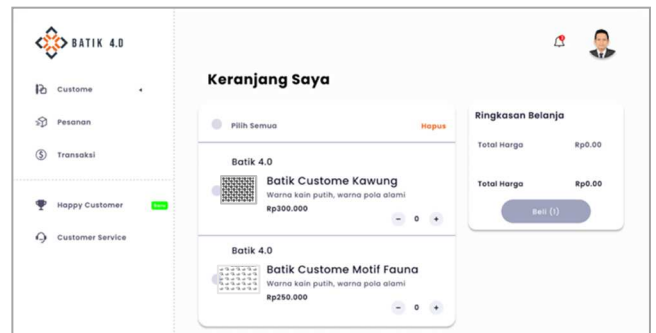 BATIK 4.0
Custome
Pesanan
Transaksi
Happy Customer
Customer Service
Keranjang Saya
Pilih Semua
Hapus
Batik 4.0
Batik Custome Kawung
Warna kain putih, warna pola alami
Rp300.000
- 0 +
Batik 4.0
Batik Custome Motif Fauna
Warna kain putih, warna pola alami
Rp250.000
- 0 +
Ringkasan Belanja
Total Harga Rp0.00
Total Harga Rp0.00
Beli (1)